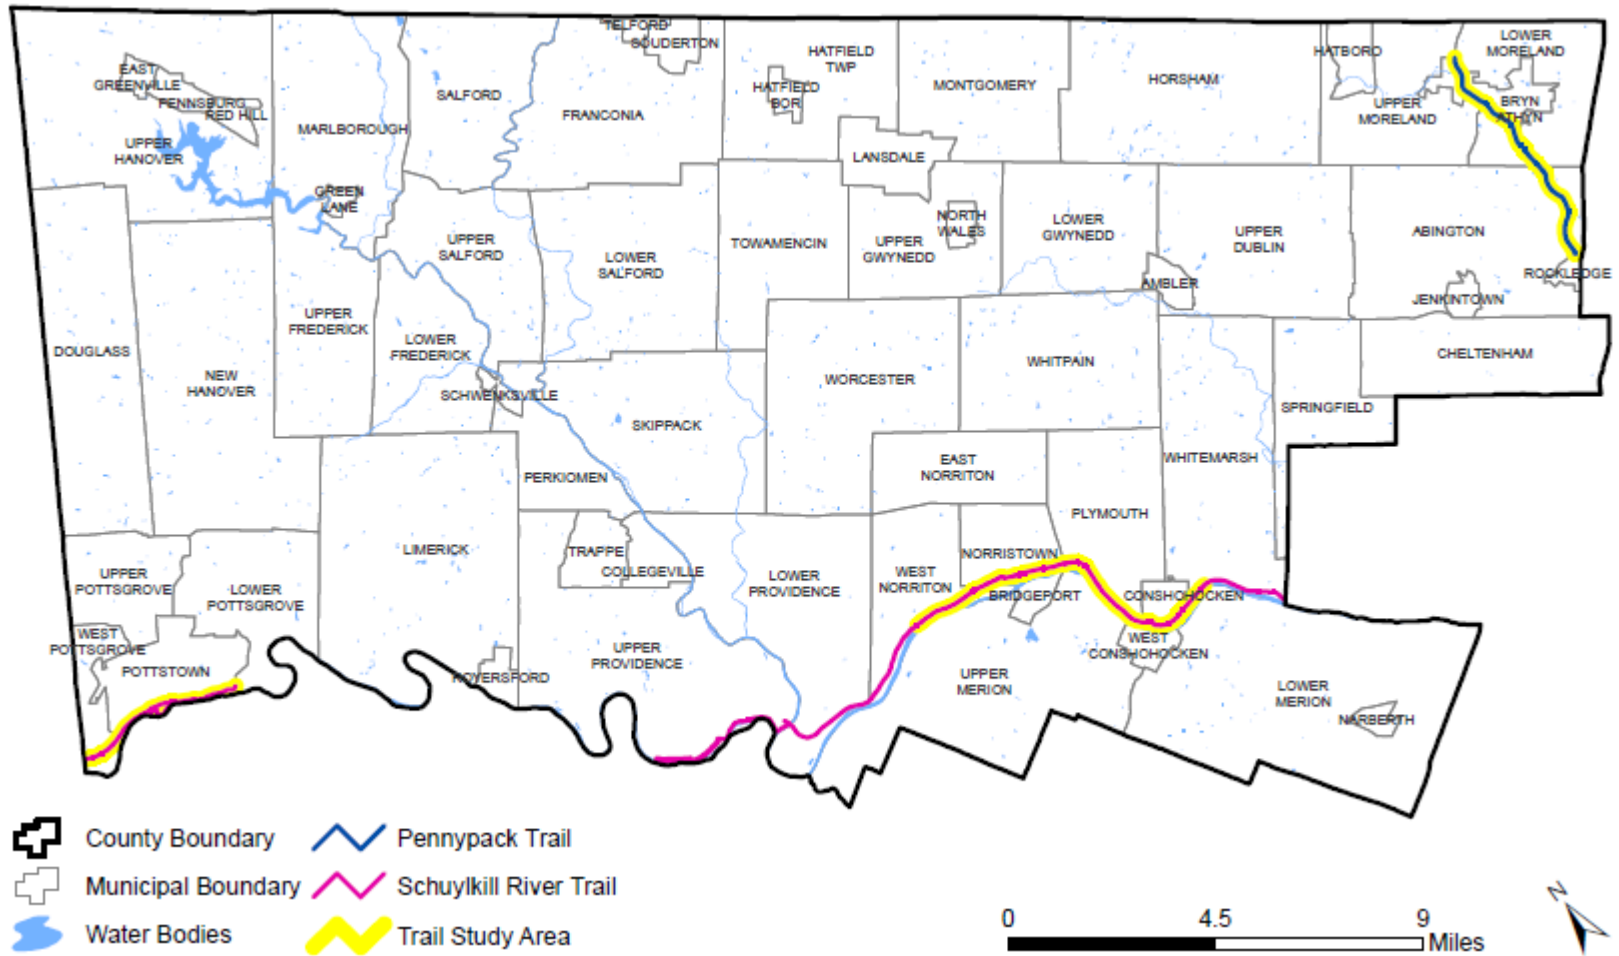 TELFORD
SOUDERTON
HATFIELD
TWP
HATBORO
LOWER
MORELAND
EAST
GREENVILLE
PENNSBURG
RED HILL
SALFORD
FRANCONIA
HATFIELD
BOR
MONTGOMERY
HORSHAM
UPPER
MORELAND
BRYN
ATHYN
UPPER
HANOVER
MARLBOROUGH
LANSDALE
GREEN
LANE
UPPER
SALFORD
LOWER
SALFORD
TOWAMENCIN
UPPER
GWYNEDD
NORTH
WALES
LOWER
GWYNEDD
UPPER
DUBLIN
ABINGTON
AMBLER
ROCKLEDGE
JENKINTOWN
DOUGLASS
UPPER
FREDERICK
LOWER
FREDERICK
NEW
HANOVER
SCHWENKSVILLE
WORCESTER
WHITPAIN
CHELTENHAM
SPRINGFIELD
SKIPPACK
PERKIOMEN
EAST
NORRITON
WHITEMARSH
PLYMOUTH
LIMERICK
TRAPPE
COLLEGEVILLE
LOWER
PROVIDENCE
WEST
NORRITON
NORRISTOWN
BRIDGEPORT
CONSHOHOCKEN
UPPER
POTTSGROVE
LOWER
POTTSGROVE
WEST
POTTSGROVE
POTTSTOWN
ROYERSFORD
UPPER
PROVIDENCE
UPPER
MERION
WEST
CONSHOHOCKEN
LOWER
MERION
NARBERTH
County Boundary
Municipal Boundary
Water Bodies
Pennypack Trail
Schuylkill River Trail
Trail Study Area
0 4.5 9
Miles
N